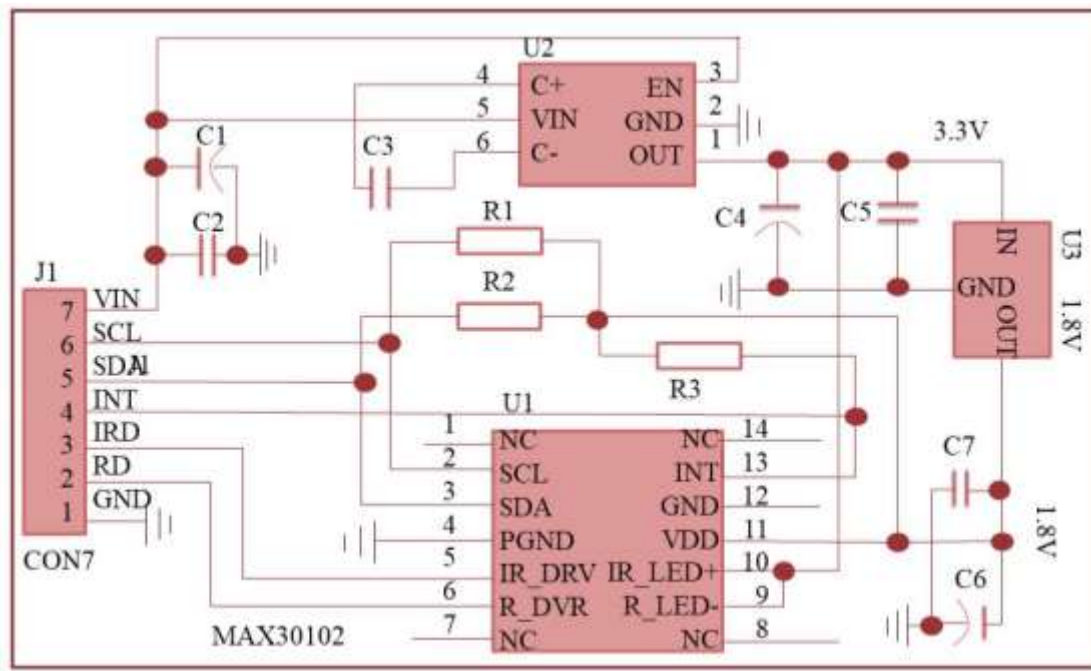 U2
4 C+ EN 3
5 VIN GND 2
6 C- OUT 1
C1
C2
C3
3.3V
C4
C5
R1
R2
R3
U3
IN
GND
OUT
1.8V
J1
7 VIN
6 SCL
5
4 INT
3 IRD
2 RD
1 GND
CON7
U1
1 NC NC 14
2 SCL INT 13
3 SDA GND 12
4 PGND VDD 11
5 IR_DRV IR_LED+ 10
6 R_DVR R_LED- 9
7 NC NC 8
MAX30102
C7
1.8V
C6